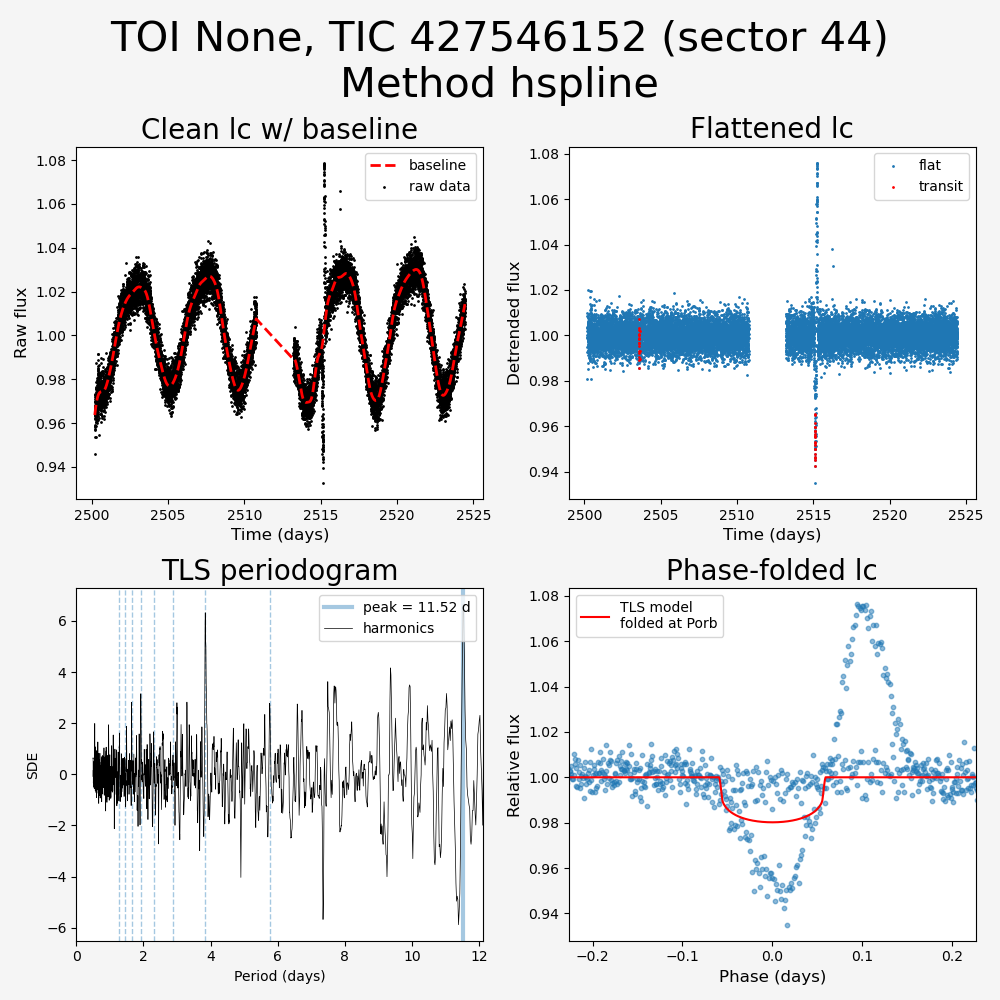 TOI None, TIC 427546152 (sector 44)
Method hspline
Clean lc w/ baseline
Flattened lc
1.08
1.06
1.04
1.02
1.00
0.98
0.96
0.94
Raw flux
baseline
raw data
2500
2505
2510
2515
2520
2525
Time (days)
1.08
1.06
1.04
1.02
1.00
0.98
0.96
0.94
Detrended flux
flat
transit
2500
2505
2510
2515
2520
2525
Time (days)
TLS periodogram
Phase-folded lc
6
4
2
0
−2
−4
−6
SDE
peak = 11.52 d
harmonics
0
2
4
6
8
10
12
Period (days)
1.08
1.06
1.04
1.02
1.00
0.98
0.96
0.94
Relative flux
TLS model
folded at Porb
−0.2
−0.1
0.0
0.1
0.2
Phase (days)